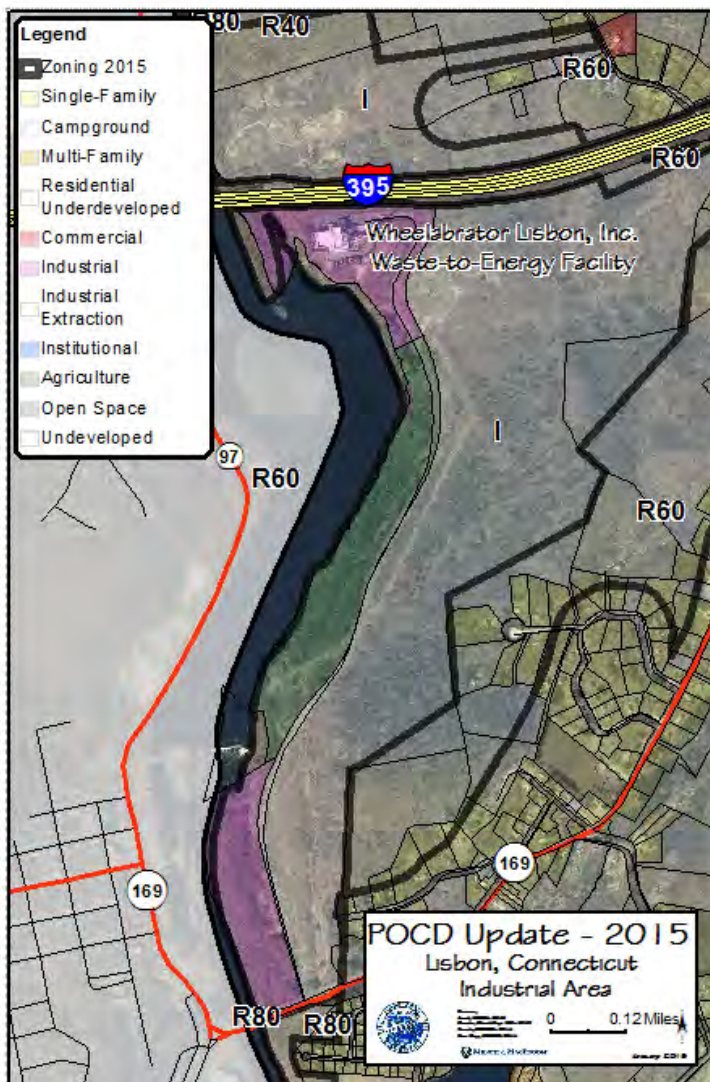 Legend
Zoning 2015
Single-Family
Campground
Multi-Family
Residential
Underdeveloped
Commercial
Industrial
Industrial
Extraction
Institutional
Agriculture
Open Space
Undeveloped
R80
R40
R60
I
R60
395
Wheelabrator Lisbon, Inc.
Waste-to-Energy Facility
I
97
R60
R60
169
169
R80
R80
POCD Update - 2015
Lisbon, Connecticut
Industrial Area
0 0.12 Miles